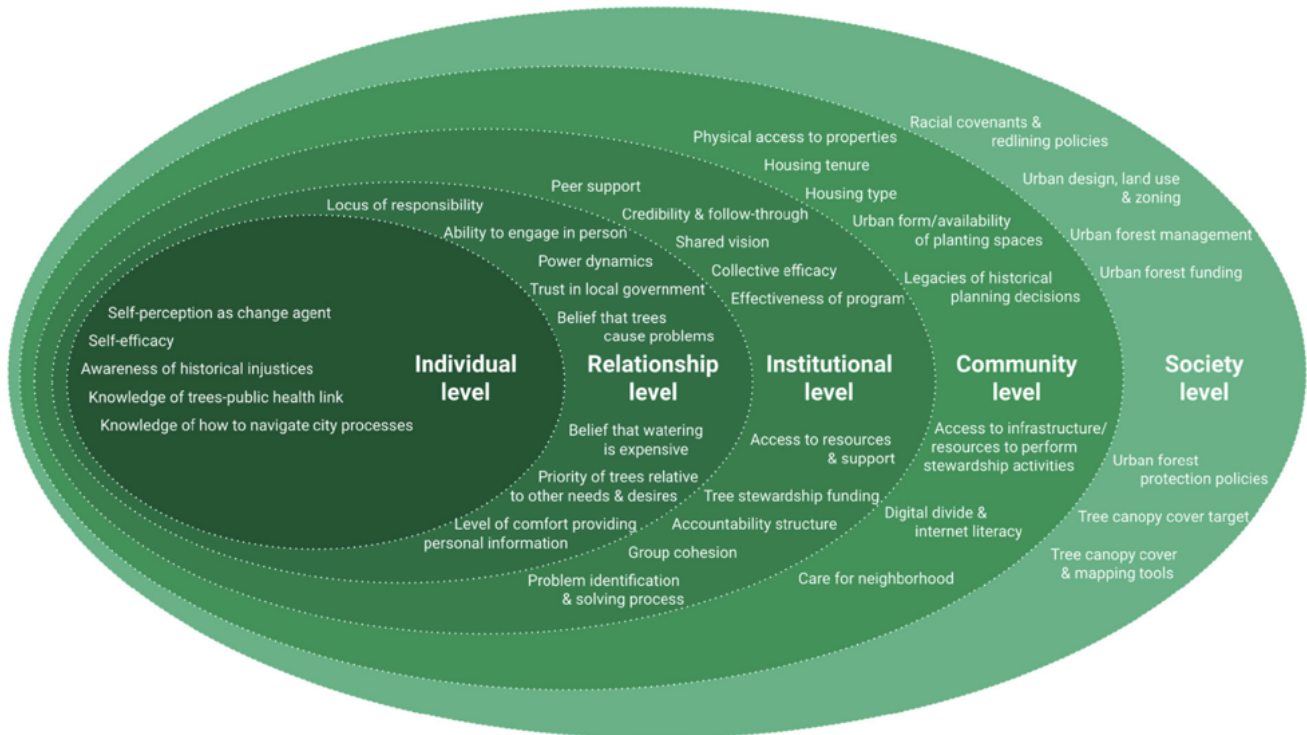 Self-perception as change agent
Self-efficacy
Awareness of historical injustices
Knowledge of trees-public health link
Knowledge of how to navigate city processes
Individual
level
Locus of responsibility
Ability to engage in person
Power dynamics
Trust in local government
Belief that trees
cause problems
Relationship
level
Belief that watering
is expensive
Priority of trees relative
to other needs & desires
Level of comfort providing
personal information
Peer support
Credibility & follow-through
Shared vision
Collective efficacy
Effectiveness of program
Institutional
level
Access to resources
& support
Tree stewardship funding
Accountability structure
Group cohesion
Problem identification
& solving process
Physical access to properties
Housing tenure
Housing type
Urban form/availability
of planting spaces
Legacies of historical
planning decisions
Community
level
Access to infrastructure/
resources to perform
stewardship activities
Digital divide &
internet literacy
Care for neighborhood
Racial covenants &
redlining policies
Urban design, land use
& zoning
Urban forest management
Urban forest funding
Society
level
Urban forest
protection policies
Tree canopy cover target
Tree canopy cover
& mapping tools